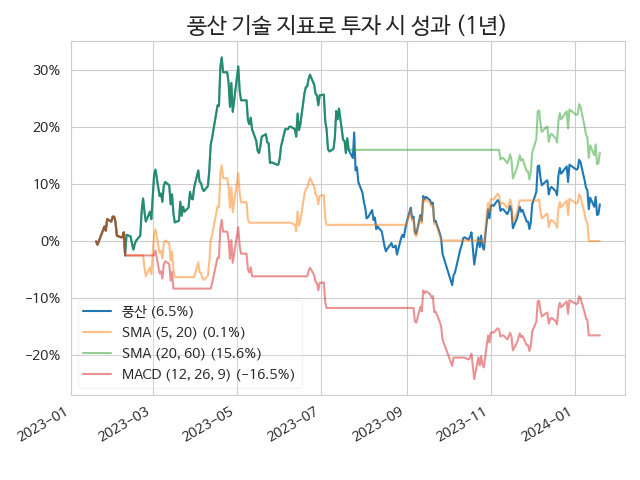 풍산 기술 지표로 투자 시 성과 (1년)
30%
20%
10%
0%
−10%
−20%
풍산 (6.5%)
SMA (5, 20) (0.1%)
SMA (20, 60) (15.6%)
MACD (12, 26, 9) (−16.5%)
2023-01
2023-03
2023-05
2023-07
2023-09
2023-11
2024-01